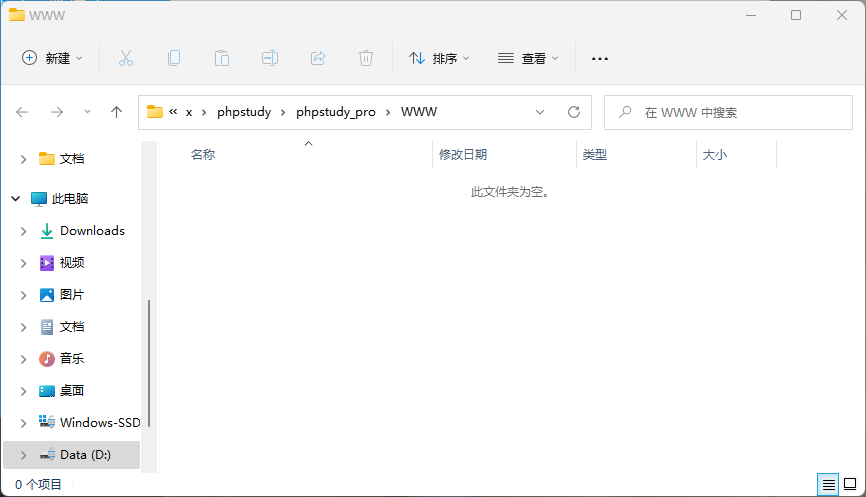 WWW
新建
排序
查看
x
phpstudy
phpstudy_pro
WWW
在 WWW 中搜索
名称
修改日期
类型
大小
此文件夹为空。
文档
此电脑
Downloads
视频
图片
文档
音乐
桌面
Windows-SSD
Data (D:)
0 个项目